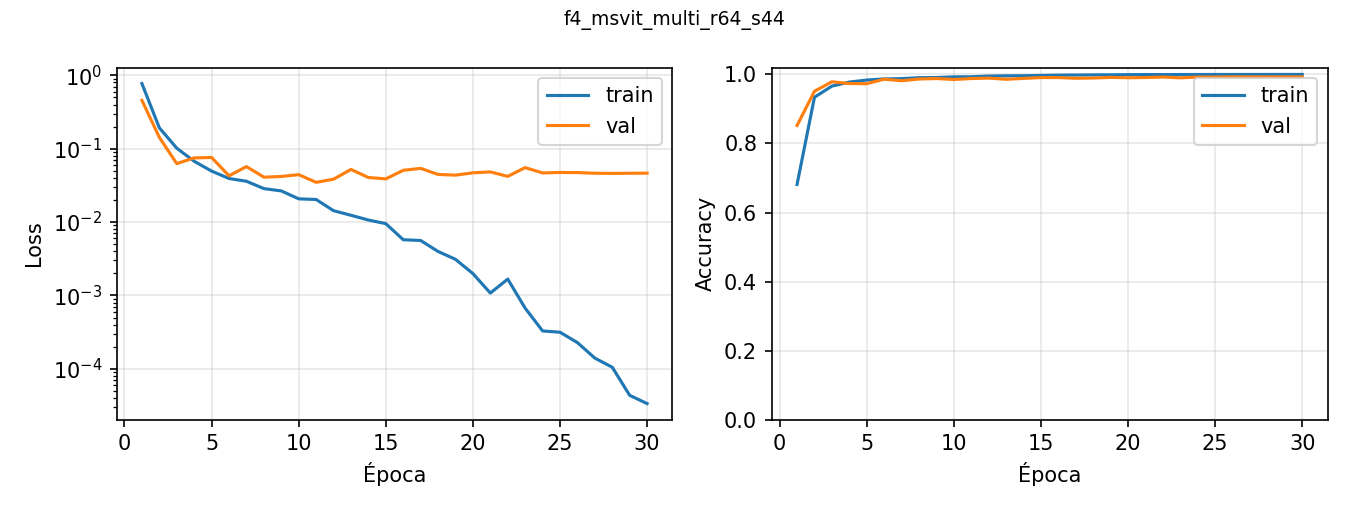 f4_msvit_multi_r64_s44
Loss
10⁰
10⁻¹
10⁻²
10⁻³
10⁻⁴
train
val
0 5 10 15 20 25 30
Época
Accuracy
1.0
0.8
0.6
0.4
0.2
0.0
train
val
0 5 10 15 20 25 30
Época